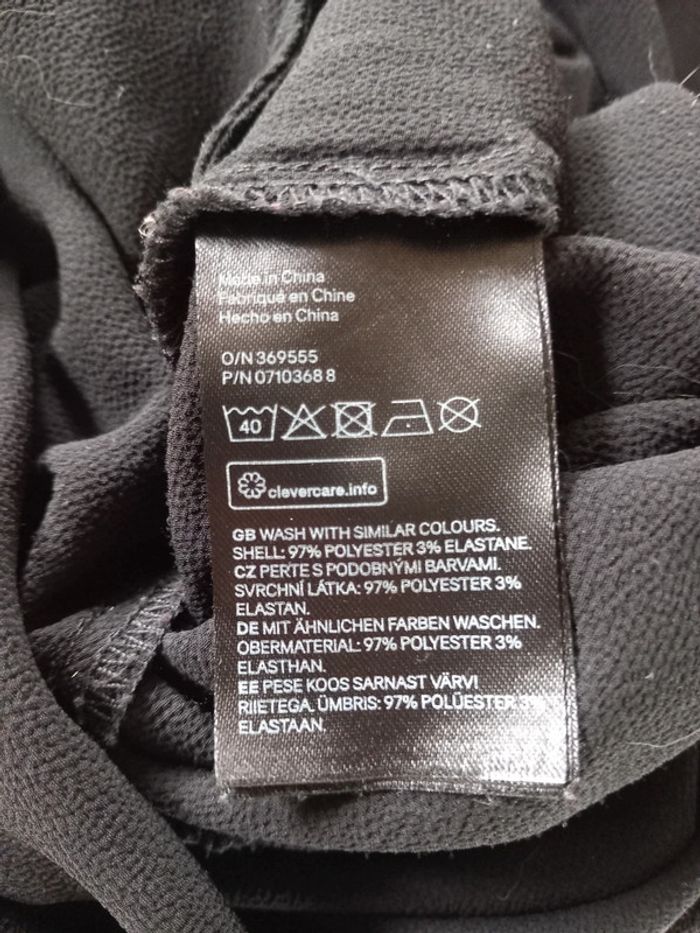 Made in China
Fabriqué en Chine
Hecho en China
O/N 369555
P/N 0710368 8
40
clevercare.info
GB WASH WITH SIMILAR COLOURS.
SHELL: 97% POLYESTER 3% ELASTANE.
CZ PERTE S PODOBNÝMI BARVAMI.
SVRCHNÍ LÁTKA: 97% POLYESTER 3%
ELASTAN.
DE MIT ÄHNLICHEN FARBEN WASCHEN.
OBERMATERIAL: 97% POLYESTER 3%
ELASTHAN.
EE PESE KOOS SARNAST VÄRVI
RIIETEGA. ÜMBRIS: 97% POLÜESTER 3%
ELASTAAN.